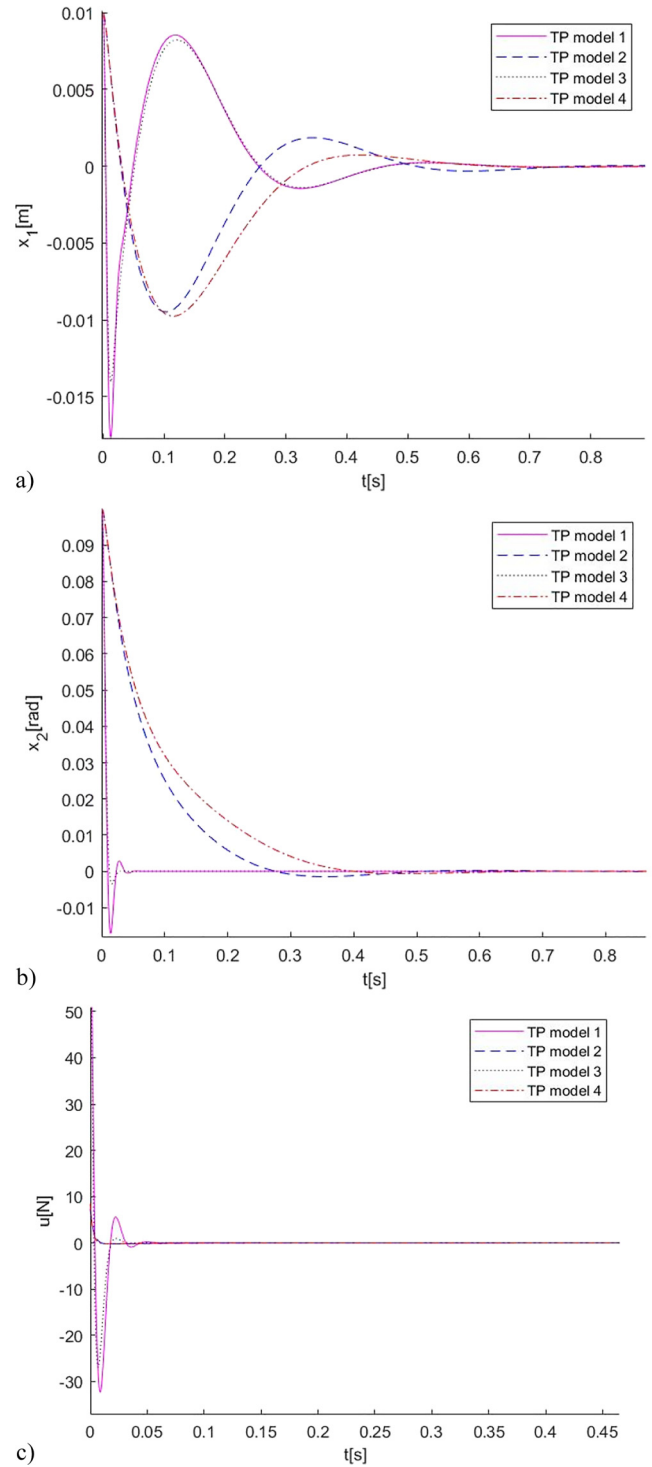 0.01
0.005
0
-0.005
-0.01
-0.015
x1[m]
TP model 1
TP model 2
TP model 3
TP model 4
0 0.1 0.2 0.3 0.4 0.5 0.6 0.7 0.8
t[s]
a)
0.09
0.08
0.07
0.06
0.05
0.04
0.03
0.02
0.01
0
-0.01
x2[rad]
TP model 1
TP model 2
TP model 3
TP model 4
0 0.1 0.2 0.3 0.4 0.5 0.6 0.7 0.8
t[s]
b)
50
40
30
20
10
0
-10
-20
-30
u[N]
TP model 1
TP model 2
TP model 3
TP model 4
0 0.05 0.1 0.15 0.2 0.25 0.3 0.35 0.4 0.45
t[s]
c)